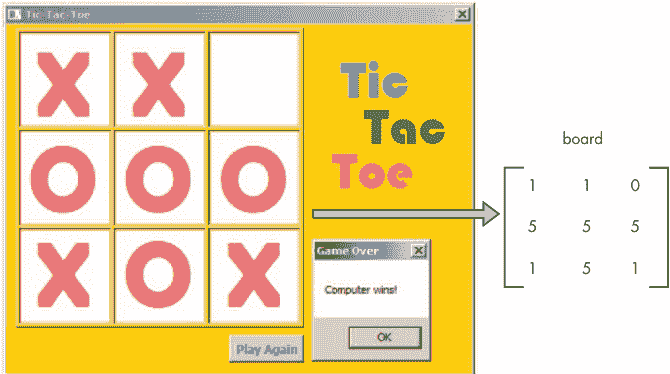 Tic-Tac-Toe
X X
O O O
X O X
Tic
Tac
Toe
Game Over
Computer wins!
OK
Play Again
board
1 1 0
5 5 5
1 5 1